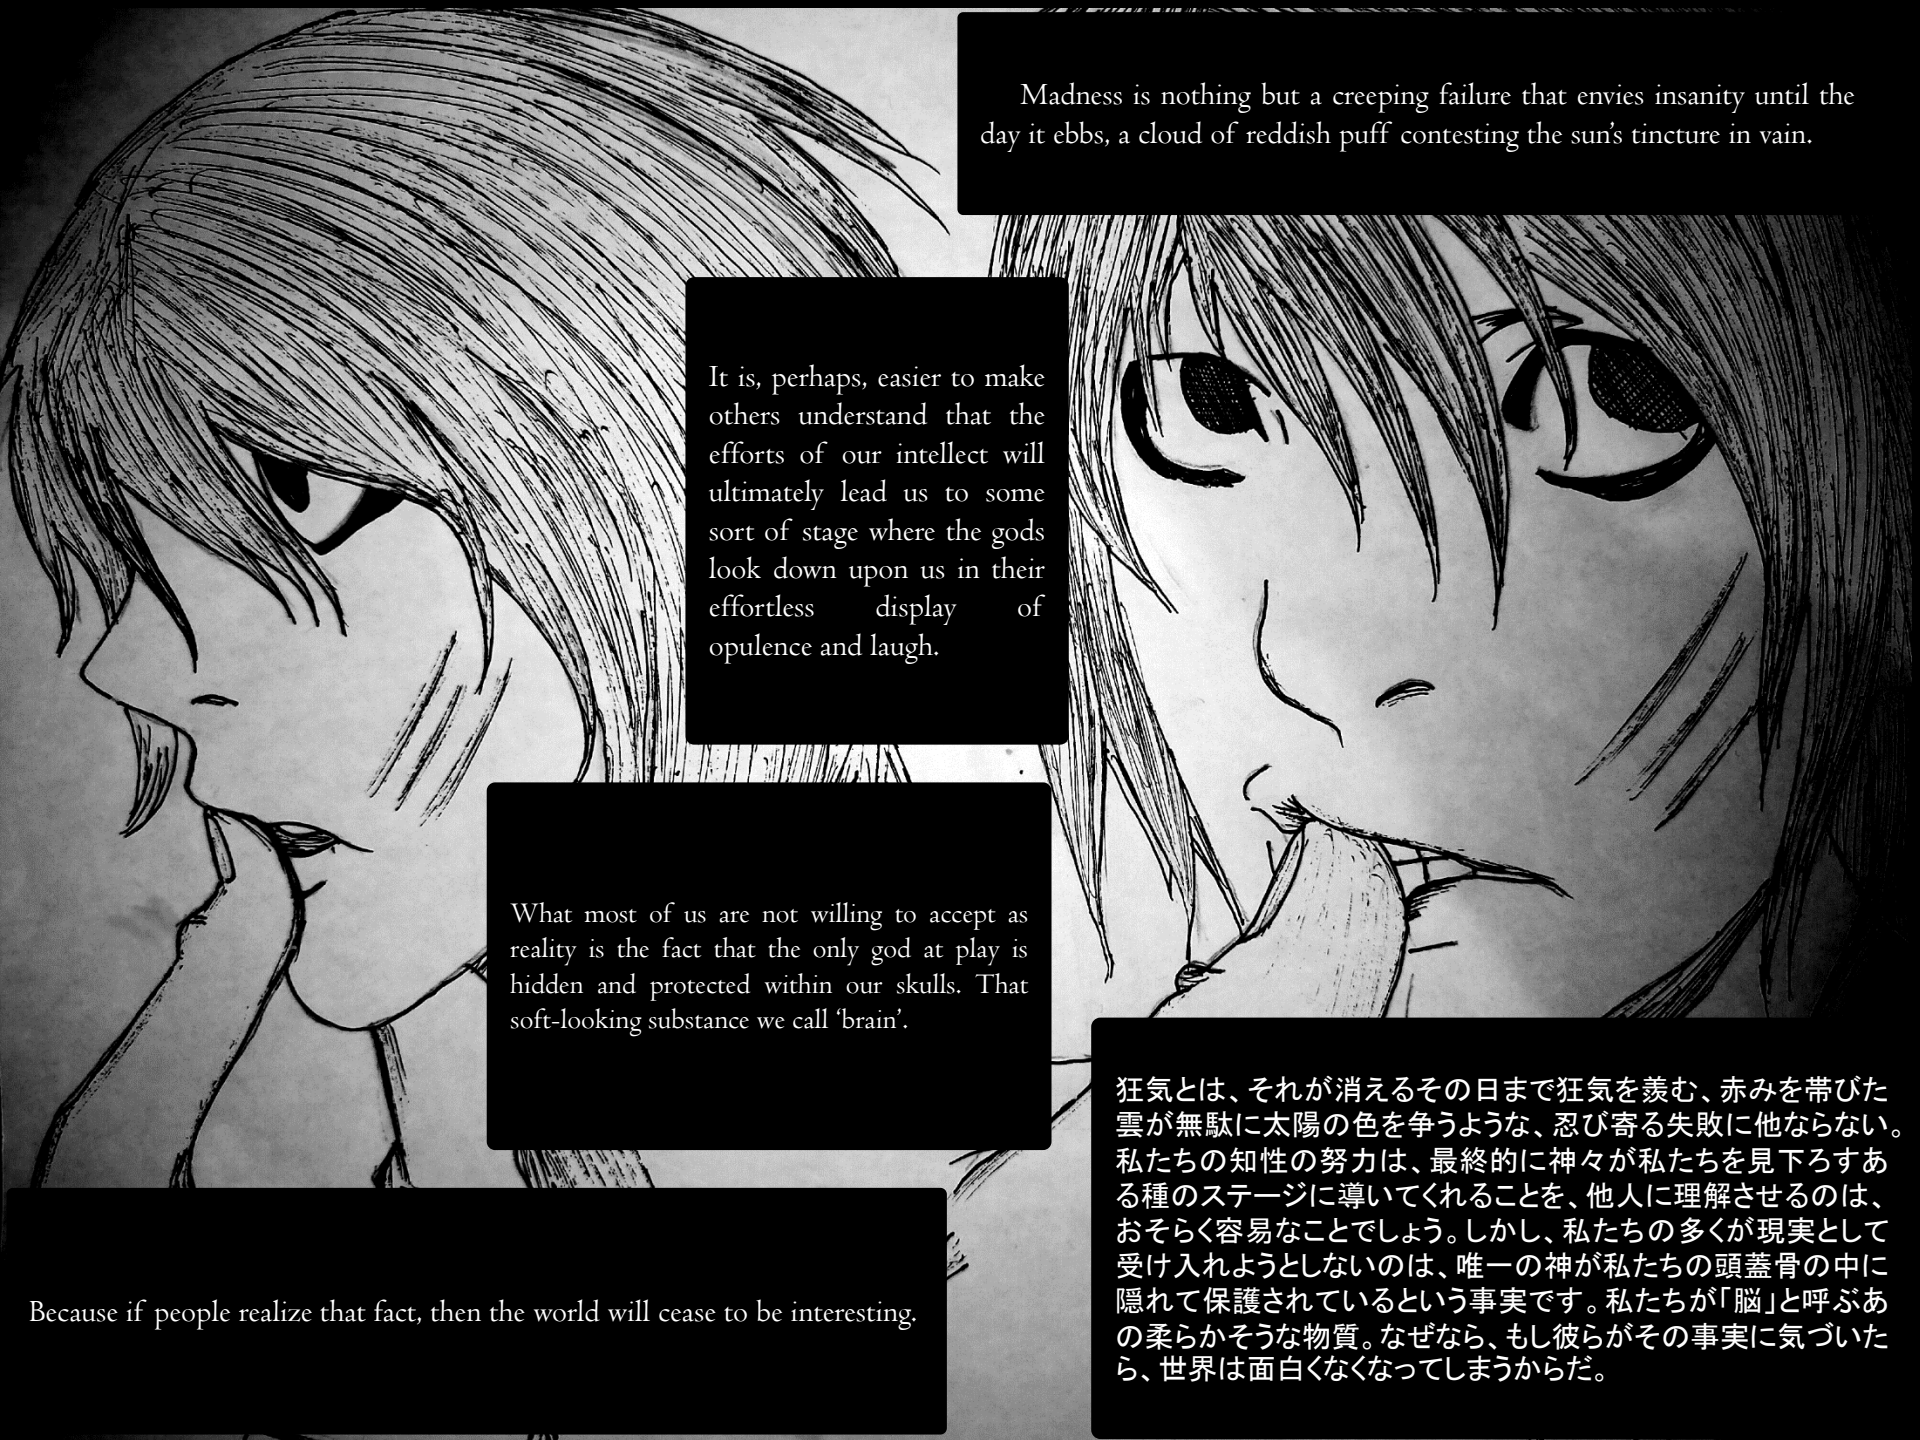 Madness is nothing but a creeping failure that envies insanity until the
day it ebbs, a cloud of reddish puff contesting the sun's tincture in vain.
It is, perhaps, easier to make
others understand that the
efforts of our intellect will
ultimately lead us to some
sort of stage where the gods
look down upon us in their
effortless display of
opulence and laugh.
What most of us are not willing to accept as
reality is the fact that the only god at play is
hidden and protected within our skulls. That
soft-looking substance we call ‘brain’.
Because if people realize that fact, then the world will cease to be interesting.
狂気とは、それが消えるその日まで狂気を羨む、赤みを帯びた
雲が無駄に太陽の色を争うような、忍び寄る失敗に他ならない。
私たちの知性の努力は、最終的に神々が私たちを見下ろすあ
る種のステージに導いてくれることを、他人に理解させるのは、
おそらく容易なことでしょう。しかし、私たちの多くが現実として
受け入れようとしないのは、唯一の神が私たちの頭蓋骨の中に
隠れて保護されているという事実です。私たちが「脳」と呼ぶあ
の柔らかそうな物質。なぜなら、もし彼らがその事実に気づいた
ら、世界は面白くなくなってしまうからだ。